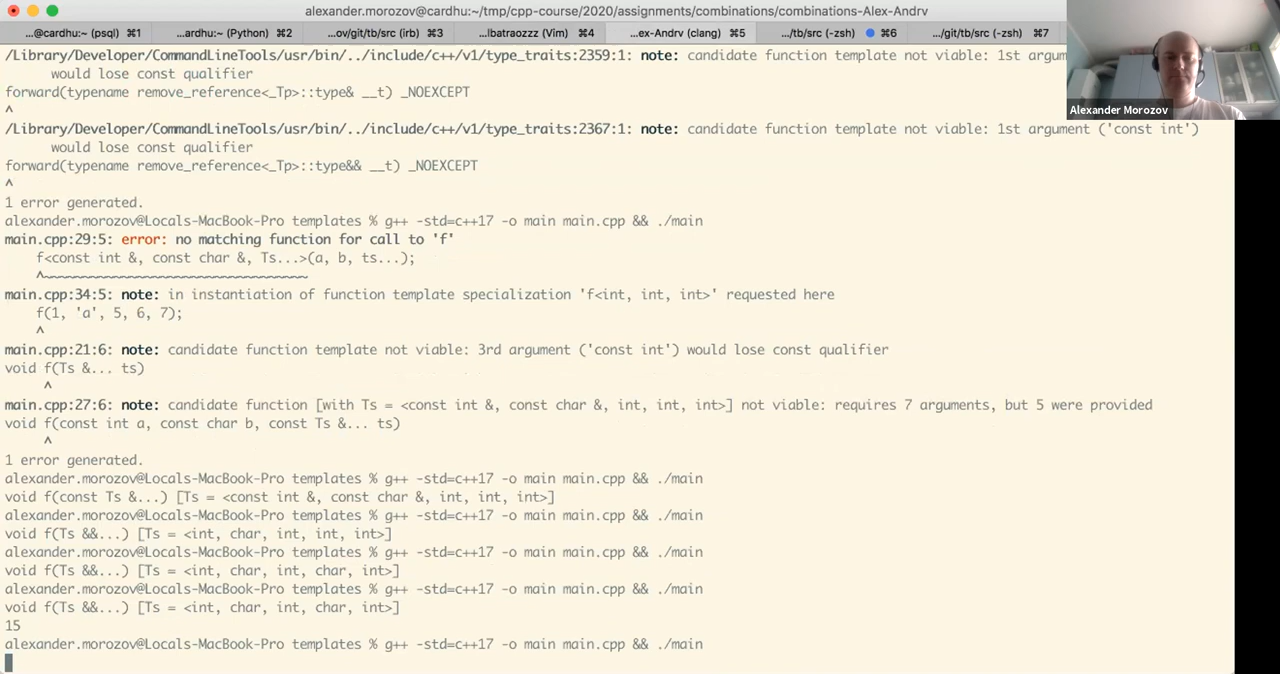 alexander.morozov@cardhu:~/tmp/cpp-course/2020/assignments/combinations/combinations-Alex-Andrv
...@cardhu:~ (psql) ⌘1 ...ardhu:~ (Python) ⌘2 ...ov/git/tb/src (irb) ⌘3 ...lbatraozzz (Vim) ⌘4 ...ex-Andrv (clang) ⌘5 .../tb/src (-zsh) ⌘6 .../git/tb/src (-zsh) ⌘7
/Library/Developer/CommandLineTools/usr/bin/../include/c++/v1/type_traits:2359:1: note: candidate function template not viable: 1st argum
would lose const qualifier
forward(typename remove_reference<_Tp>::type& __t) _NOEXCEPT
^
Alexander Morozov
/Library/Developer/CommandLineTools/usr/bin/../include/c++/v1/type_traits:2367:1: note: candidate function template not viable: 1st argument ('const int')
would lose const qualifier
forward(typename remove_reference<_Tp>::type&& __t) _NOEXCEPT
^
1 error generated.
alexander.morozov@Locals-MacBook-Pro templates % g++ -std=c++17 -o main main.cpp && ./main
main.cpp:29:5: error: no matching function for call to 'f'
f<const int &, const char &, Ts...>(a, b, ts...);
^~~~~~~~~~~~~~~~~~~~~~~~~~~~~~~~~~~
main.cpp:34:5: note: in instantiation of function template specialization 'f<int, int, int>' requested here
f(1, 'a', 5, 6, 7);
^
main.cpp:21:6: note: candidate function template not viable: 3rd argument ('const int') would lose const qualifier
void f(Ts &... ts)
^
main.cpp:27:6: note: candidate function [with Ts = <const int &, const char &, int, int, int>] not viable: requires 7 arguments, but 5 were provided
void f(const int a, const char b, const Ts &... ts)
^
1 error generated.
alexander.morozov@Locals-MacBook-Pro templates % g++ -std=c++17 -o main main.cpp && ./main
void f(const Ts &...) [Ts = <const int &, const char &, int, int, int>]
alexander.morozov@Locals-MacBook-Pro templates % g++ -std=c++17 -o main main.cpp && ./main
void f(Ts &&...) [Ts = <int, char, int, int, int>]
alexander.morozov@Locals-MacBook-Pro templates % g++ -std=c++17 -o main main.cpp && ./main
void f(Ts &&...) [Ts = <int, char, int, char, int>]
alexander.morozov@Locals-MacBook-Pro templates % g++ -std=c++17 -o main main.cpp && ./main
void f(Ts &&...) [Ts = <int, char, int, char, int>]
15
alexander.morozov@Locals-MacBook-Pro templates % g++ -std=c++17 -o main main.cpp && ./main